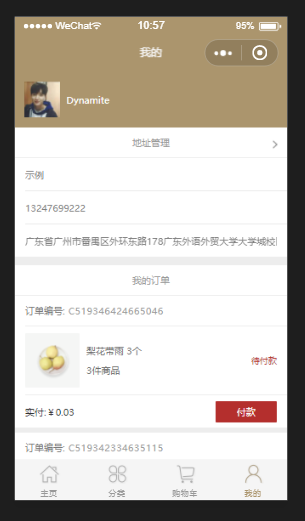 WeChat 10:57 95%
我的
Dynamite
地址管理
示例
13247699222
广东省广州市番禺区外环东路178广东外语外贸大学大学城校
我的订单
订单编号: C519346424665046
梨花带雨 3个
3件商品
待付款
实付: ¥ 0.03
付款
订单编号: C519342334635115
主页 分类 购物车 我的